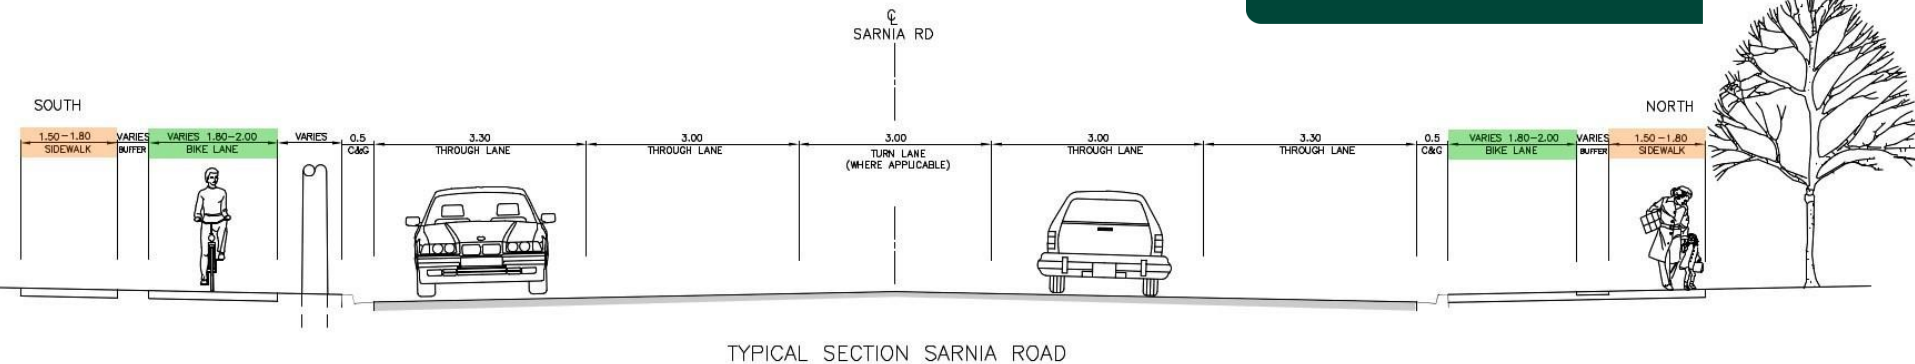 ℄
SARNIA RD
SOUTH
NORTH
1.50-1.80
SIDEWALK
VARIES
BUFFER
VARIES 1.80-2.00
BIKE LANE
VARIES
0.5
C&G
3.30
THROUGH LANE
3.00
THROUGH LANE
3.00
TURN LANE
(WHERE APPLICABLE)
3.00
THROUGH LANE
3.30
THROUGH LANE
0.5
C&G
VARIES 1.80-2.00
BIKE LANE
VARIES
BUFFER
1.50-1.80
SIDEWALK
TYPICAL SECTION SARNIA ROAD